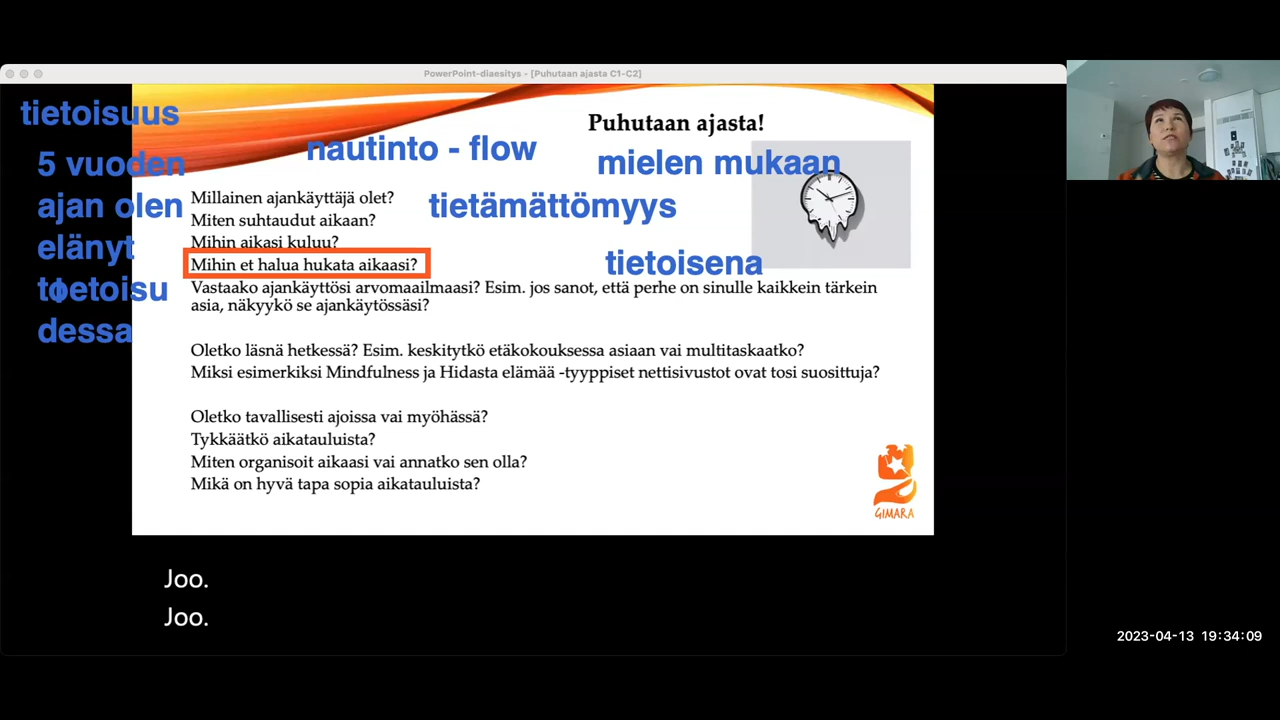 PowerPoint-diaesitys - [Puhutaan ajasta C1-C2]
tietoisuus
5 vuoden
ajan olen
elänyt
tietoisu
dessa
Puhutaan ajasta!
nautinto - flow
mielen mukaan
tietämättömyys
tietoisena
Millainen ajankäyttäjä olet?
Miten suhtaudut aikaan?
Mihin aikasi kuluu?
Mihin et halua hukata aikaasi?
Vastaako ajankäyttösi arvomaailmaasi? Esim. jos sanot, että perhe on sinulle kaikkein tärkein
asia, näkyykö se ajankäytössäsi?
Oletko läsnä hetkessä? Esim. keskitytkö etäkokouksessa asiaan vai multitaskaatko?
Miksi esimerkiksi Mindfulness ja Hidasta elämää -tyyppiset nettisivustot ovat tosi suosittuja?
Oletko tavallisesti ajoissa vai myöhässä?
Tykkäätkö aikatauluista?
Miten organisoit aikaasi vai annatko sen olla?
Mikä on hyvä tapa sopia aikatauluista?
GIMARA
Joo.
Joo.
2023-04-13 19:34:09